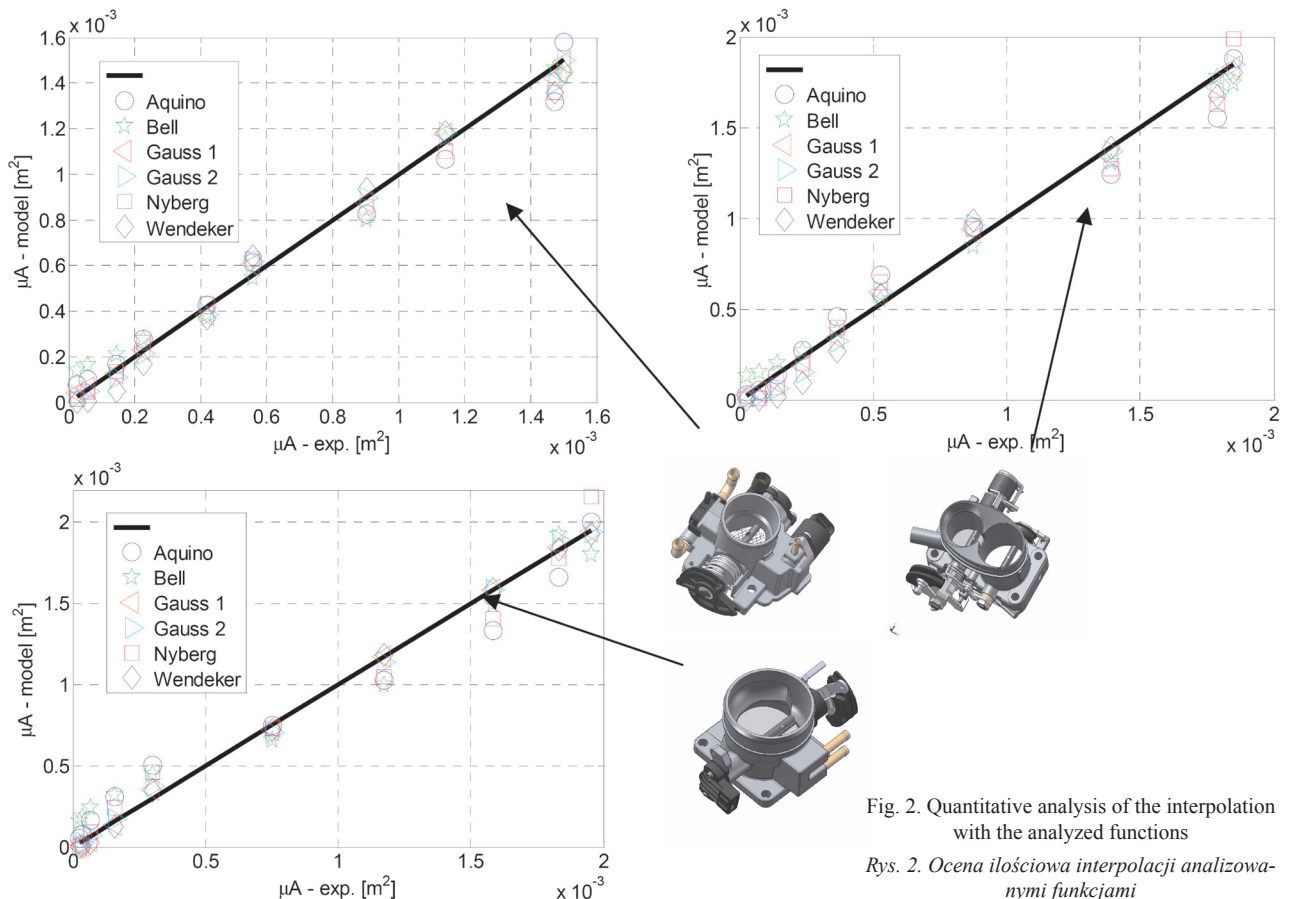 x 10⁻³
1.6
1.4
1.2
1
0.8
0.6
0.4
0.2
0
μA - model [m²]
Aquino
Bell
Gauss 1
Gauss 2
Nyberg
Wendeker
0 0.2 0.4 0.6 0.8 1 1.2 1.4 1.6
μA - exp. [m²]
x 10⁻³
x 10⁻³
2
1.5
1
0.5
0
μA - model [m²]
Aquino
Bell
Gauss 1
Gauss 2
Nyberg
Wendeker
0 0.5 1 1.5 2
μA - exp. [m²]
x 10⁻³
x 10⁻³
2
1.5
1
0.5
0
μA - model [m²]
Aquino
Bell
Gauss 1
Gauss 2
Nyberg
Wendeker
0 0.5 1 1.5 2
μA - exp. [m²]
x 10⁻³
Fig. 2. Quantitative analysis of the interpolation
with the analyzed functions
Rys. 2. Ocena ilościowa interpolacji analizowa-
nymi funkcjami